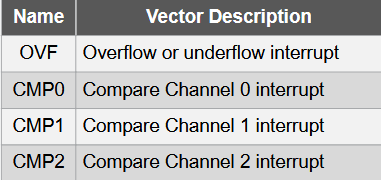 Name Vector Description
OVF Overflow or underflow interrupt
CMP0 Compare Channel 0 interrupt
CMP1 Compare Channel 1 interrupt
CMP2 Compare Channel 2 interrupt